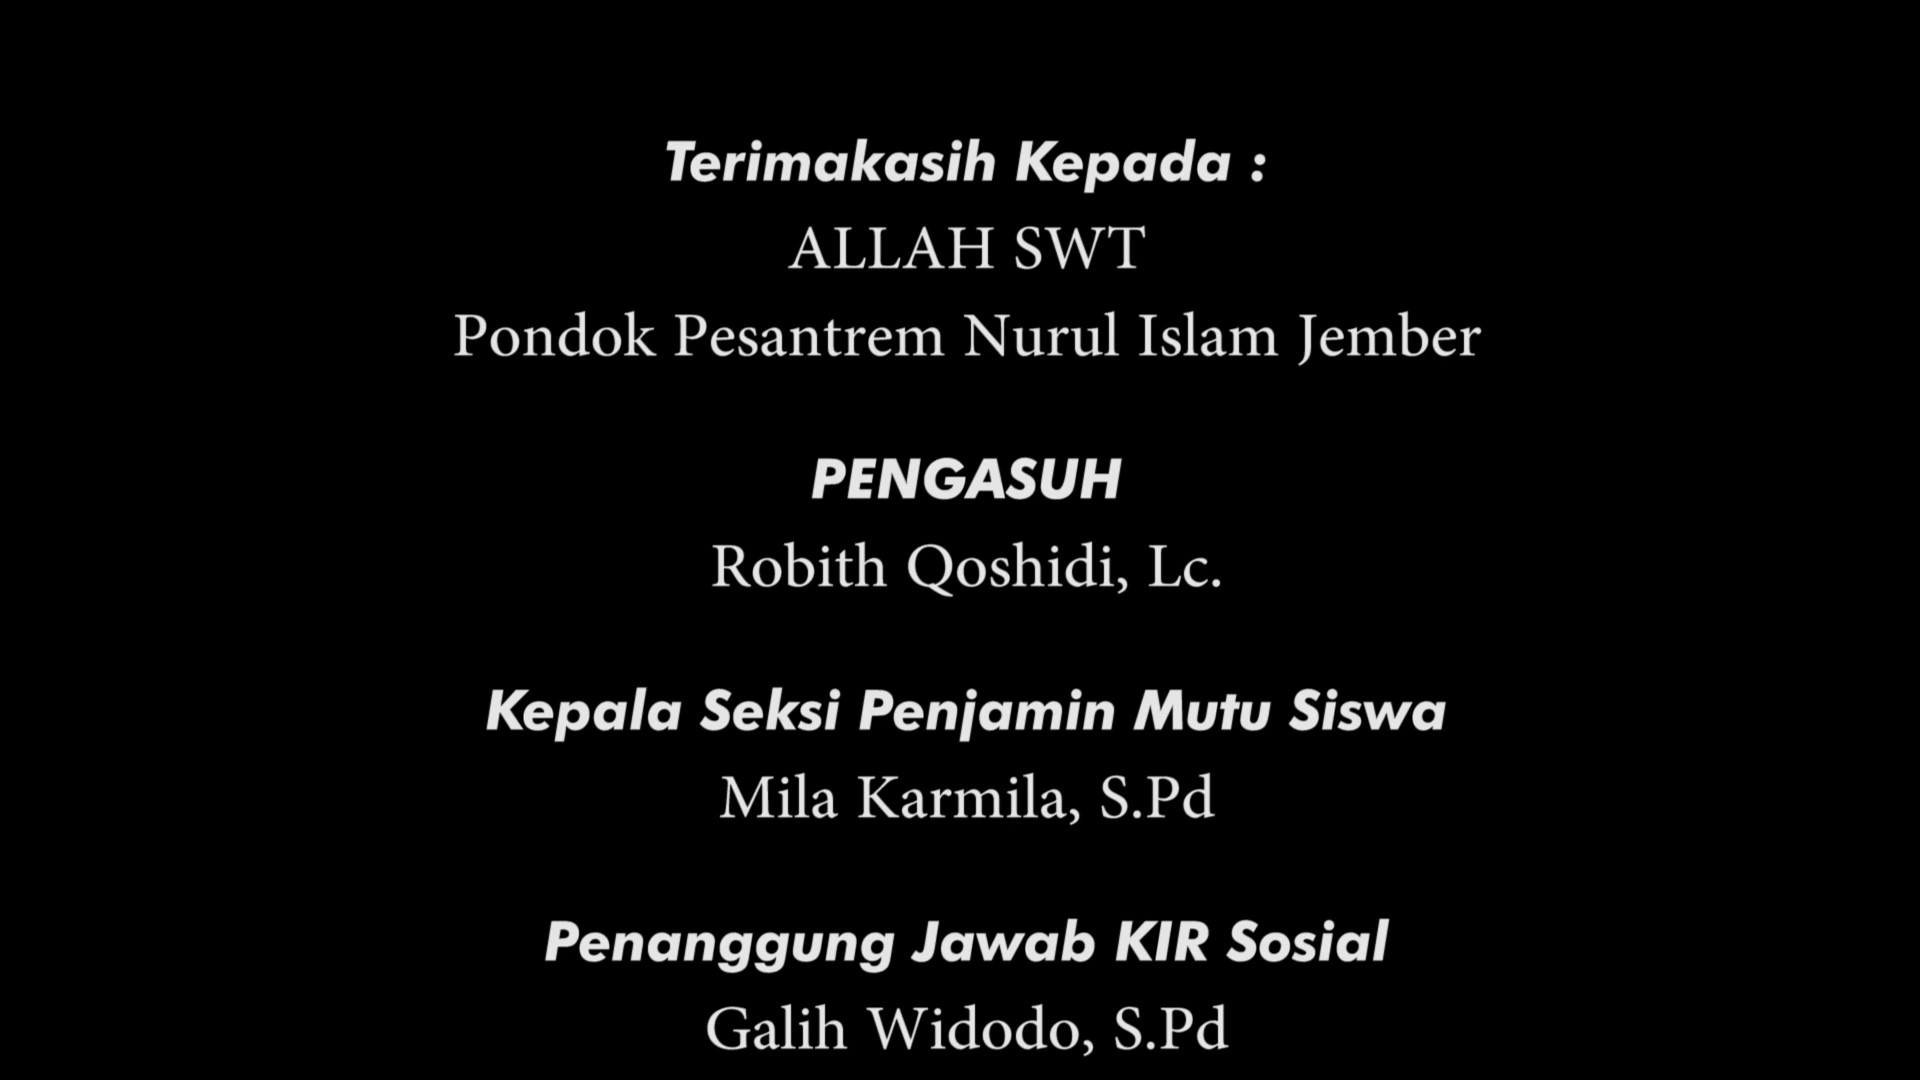 Terimakasih Kepada :
ALLAH SWT
Pondok Pesantrem Nurul Islam Jember
PENGASUH
Robith Qoshidi, Lc.
Kepala Seksi Penjamin Mutu Siswa
Mila Karmila, S.Pd
Penanggung Jawab KIR Sosial
Galih Widodo, S.Pd